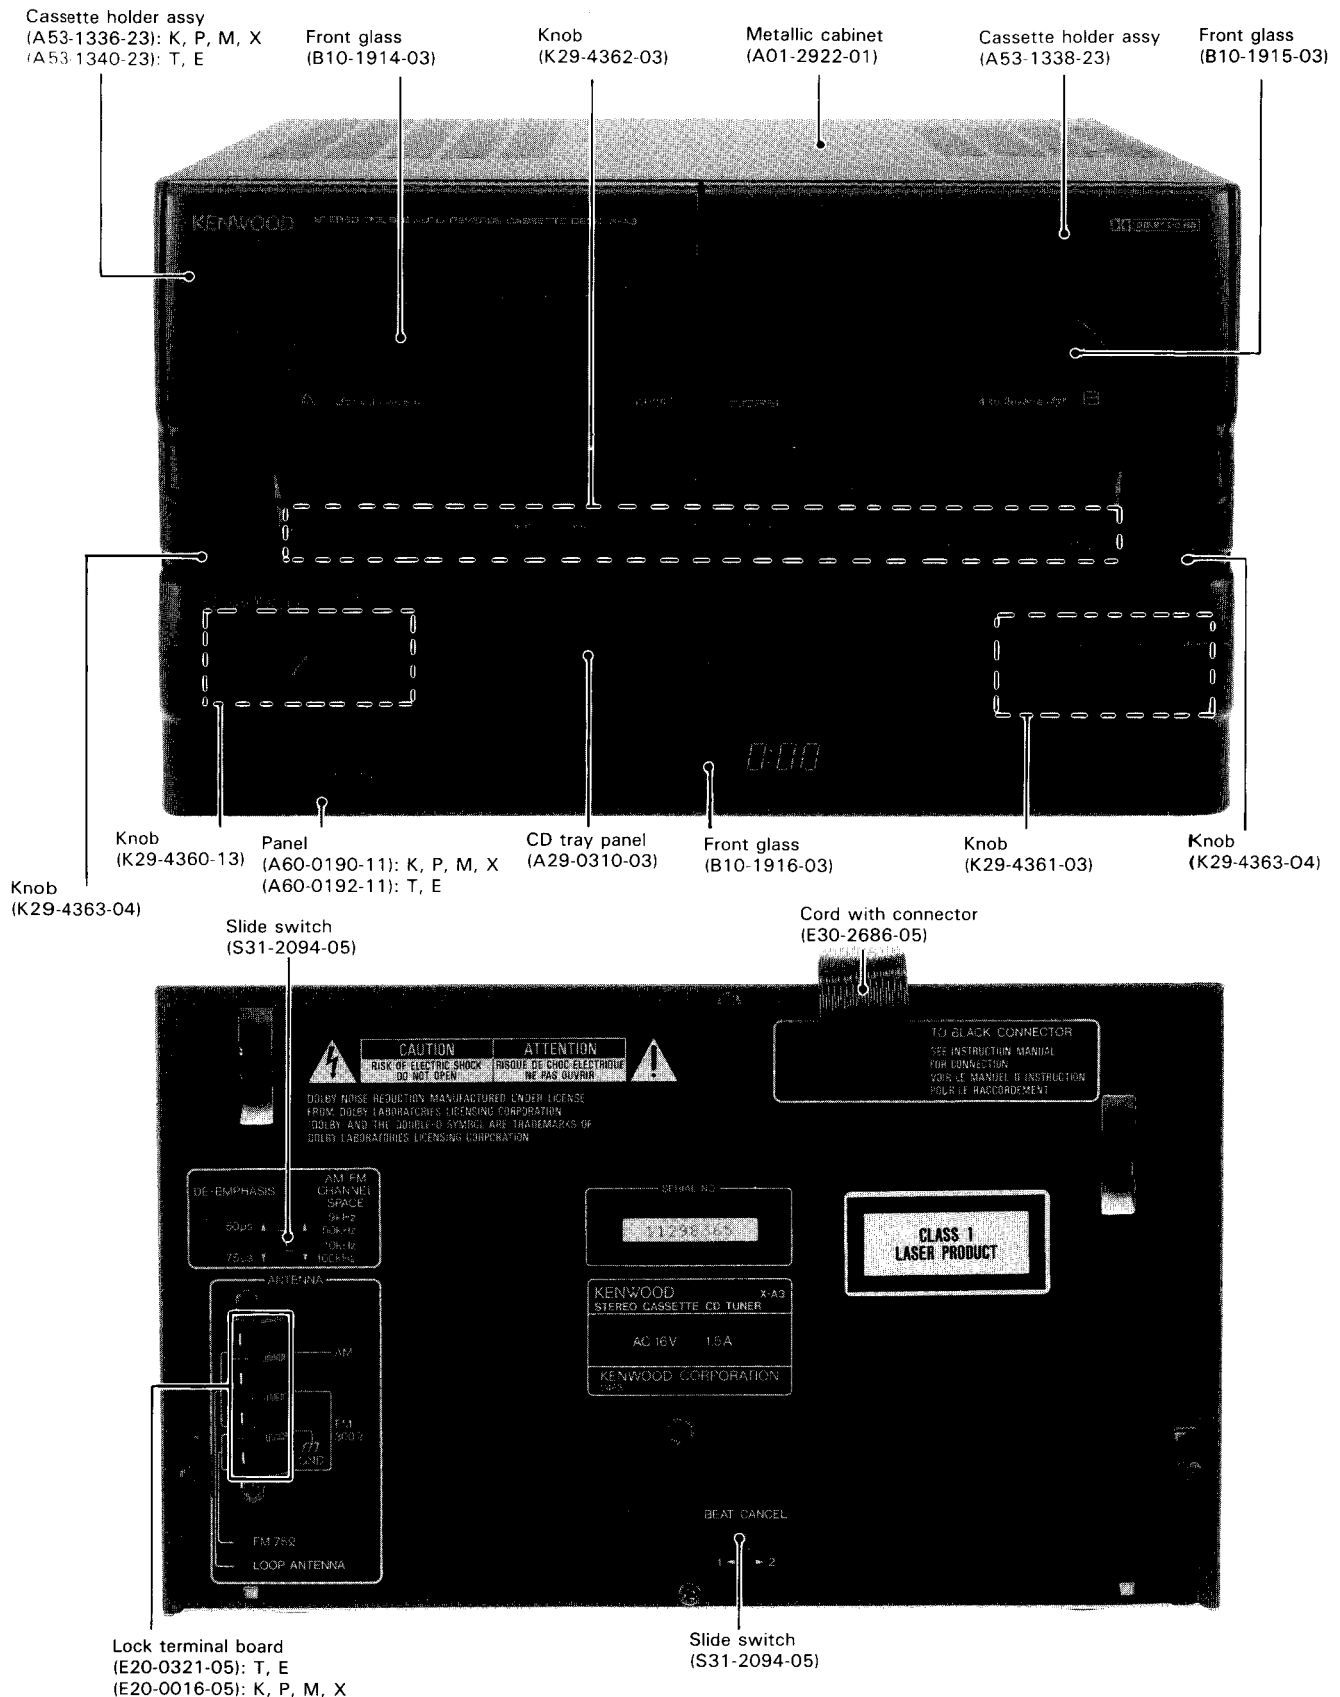 Cassette holder assy
(A53-1336-23): K, P, M, X
(A53-1340-23): T, E
Front glass
(B10-1914-03)
Knob
(K29-4362-03)
Metallic cabinet
(A01-2922-01)
Cassette holder assy
(A53-1338-23)
Front glass
(B10-1915-03)
KENWOOD
0:00
Knob
(K29-4360-13)
Panel
(A60-0190-11): K, P, M, X
(A60-0192-11): T, E
CD tray panel
(A29-0310-03)
Front glass
(B10-1916-03)
Knob
(K29-4361-03)
Knob
(K29-4363-04)
Knob
(K29-4363-04)
Slide switch
(S31-2094-05)
Cord with connector
(E30-2686-05)
CAUTION
RISK OF ELECTRIC SHOCK
DO NOT OPEN
ATTENTION
RISQUE DE CHOC ELECTRIQUE
NE PAS OUVRIR
TO BLACK CONNECTOR
SEE INSTRUCTION MANUAL
FOR CONNECTION
VOIR LE MANUEL D'INSTRUCTION
POUR LE RACCORDEMENT
DOLBY NOISE REDUCTION MANUFACTURED UNDER LICENSE
FROM DOLBY LABORATORIES LICENSING CORPORATION
"DOLBY" AND THE DOUBLE-D SYMBOL ARE TRADEMARKS OF
DOLBY LABORATORIES LICENSING CORPORATION
DE-EMPHASIS
AM FM
CHANNEL
SPACE
9kHz
50µs
50kHz
10kHz
75µs
100kHz
SERIAL NO.
CLASS 1
LASER PRODUCT
ANTENNA
AM
FM
300Ω
GND
FM 75Ω
LOOP ANTENNA
KENWOOD X-A3
STEREO CASSETTE CD TUNER
AC 16V 1.5A
KENWOOD CORPORATION
BEAT CANCEL
1 2
Lock terminal board
(E20-0321-05): T, E
(E20-0016-05): K, P, M, X
Slide switch
(S31-2094-05)